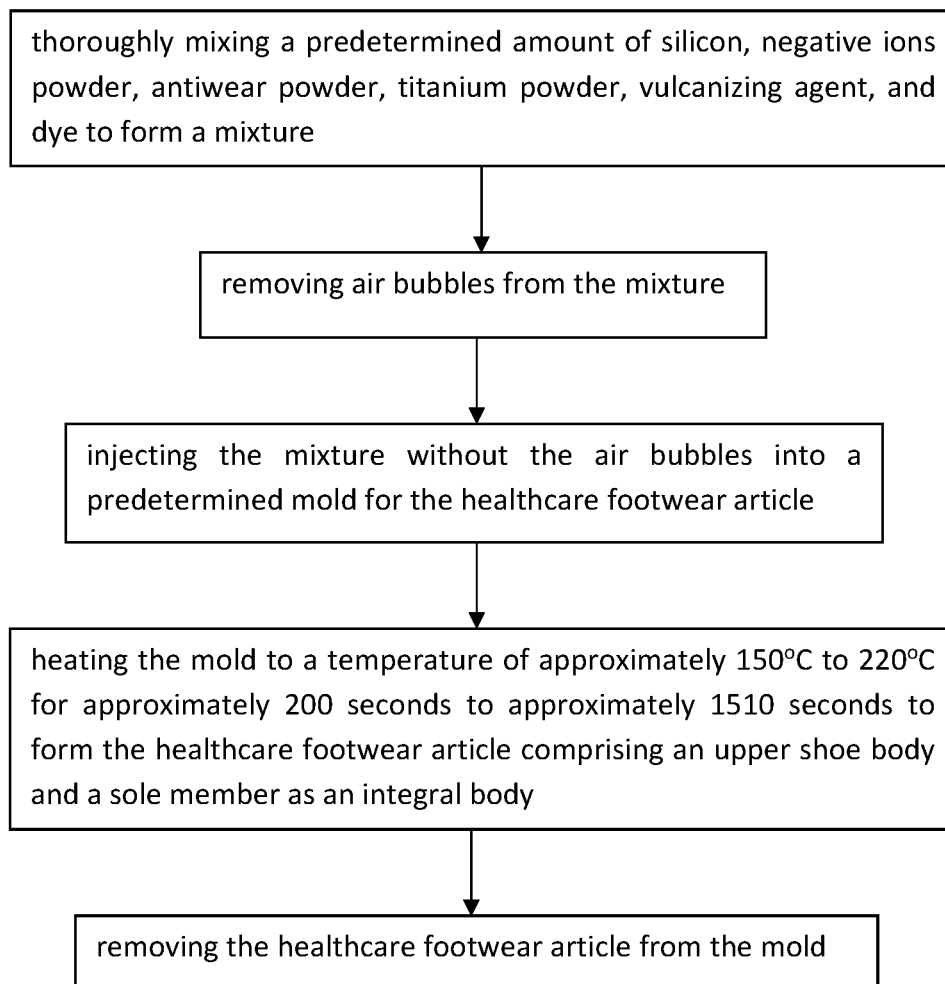 thoroughly mixing a predetermined amount of silicon, negative ions
powder, antiwear powder, titanium powder, vulcanizing agent, and
dye to form a mixture
removing air bubbles from the mixture
injecting the mixture without the air bubbles into a
predetermined mold for the healthcare footwear article
heating the mold to a temperature of approximately 150°C to 220°C
for approximately 200 seconds to approximately 1510 seconds to
form the healthcare footwear article comprising an upper shoe body
and a sole member as an integral body
removing the healthcare footwear article from the mold